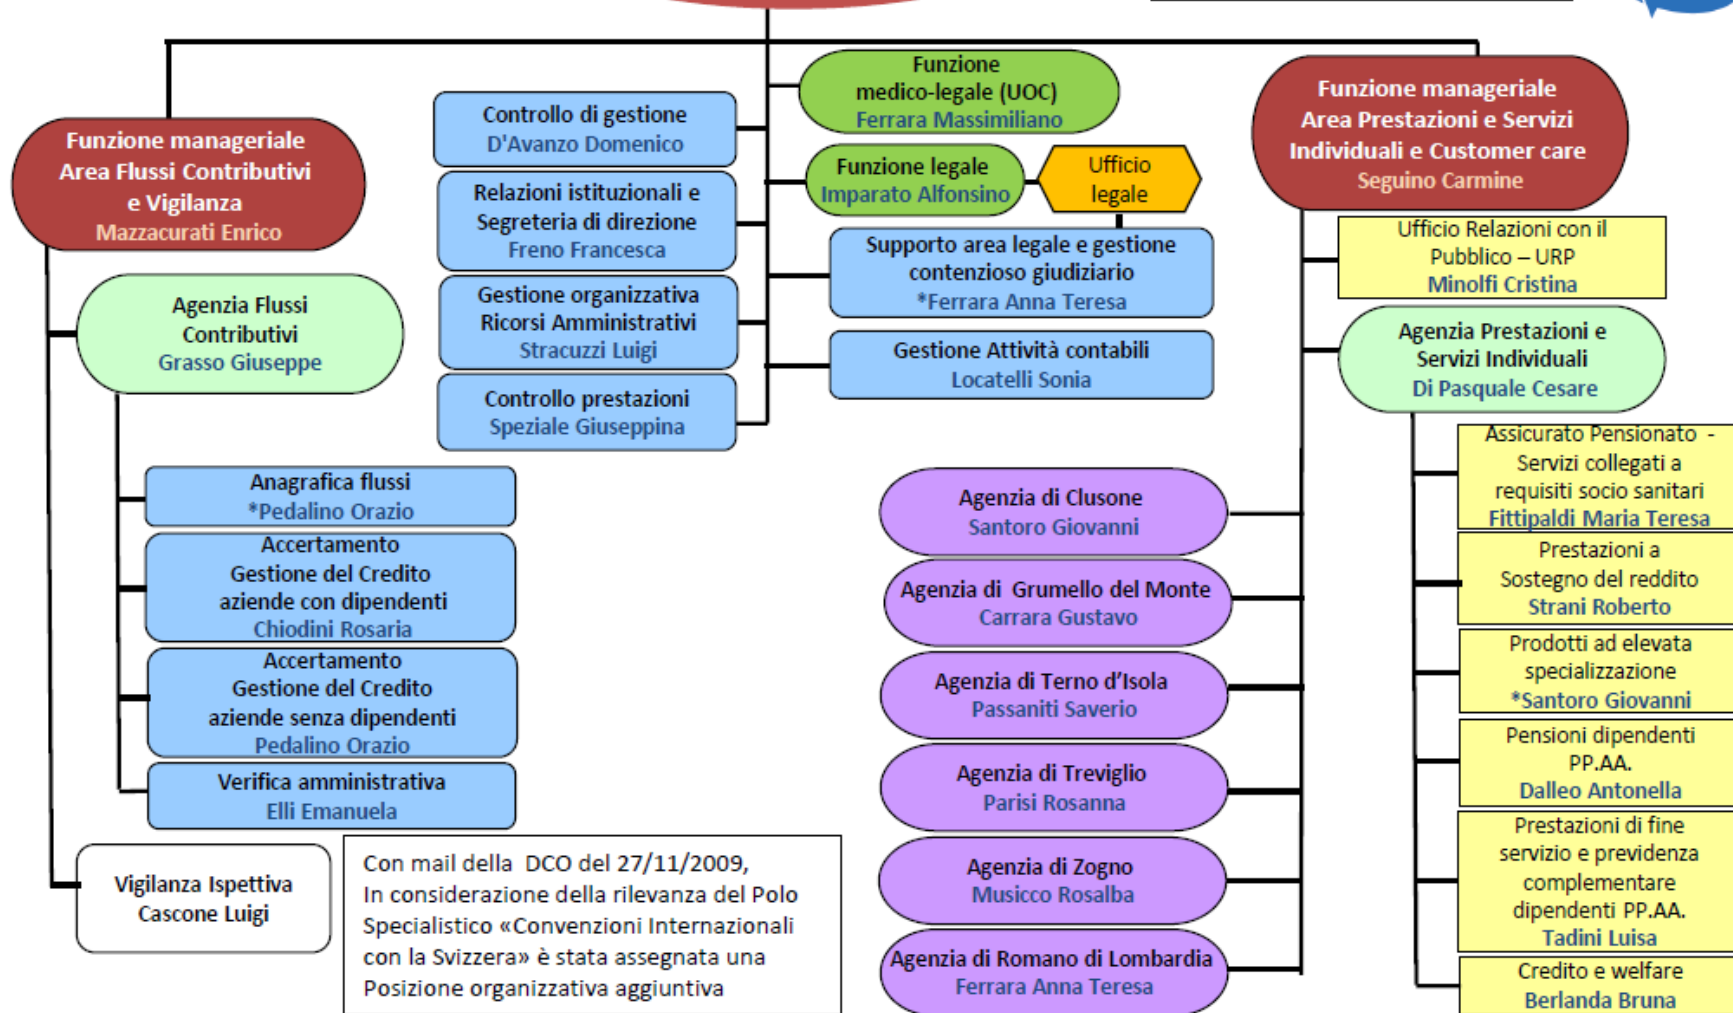 Funzione manageriale
Area Flussi Contributivi
e Vigilanza
Mazzacurati Enrico
Agenzia Flussi
Contributivi
Grasso Giuseppe
Anagrafica flussi
*Pedalino Orazio
Accertamento
Gestione del Credito
aziende con dipendenti
Chiodini Rosaria
Accertamento
Gestione del Credito
aziende senza dipendenti
Pedalino Orazio
Verifica amministrativa
Elli Emanuela
Vigilanza Ispettiva
Cascone Luigi
Controllo di gestione
D'Avanzo Domenico
Relazioni istituzionali e
Segreteria di direzione
Freno Francesca
Gestione organizzativa
Ricorsi Amministrativi
Stracuzzi Luigi
Controllo prestazioni
Speziale Giuseppina
Funzione
medico-legale (UOC)
Ferrara Massimiliano
Funzione legale
Imparato Alfonsino
Ufficio
legale
Supporto area legale e gestione
contenzioso giudiziario
*Ferrara Anna Teresa
Gestione Attività contabili
Locatelli Sonia
Con mail della  DCO del 27/11/2009,
In considerazione della rilevanza del Polo
Specialistico «Convenzioni Internazionali
con la Svizzera» è stata assegnata una
Posizione organizzativa aggiuntiva
Agenzia di Clusone
Santoro Giovanni
Agenzia di  Grumello del Monte
Carrara Gustavo
Agenzia di Terno d’Isola
Passaniti Saverio
Agenzia di Treviglio
Parisi Rosanna
Agenzia di Zogno
Musicco Rosalba
Agenzia di Romano di Lombardia
Ferrara Anna Teresa
Funzione manageriale
Area Prestazioni e Servizi
Individuali e Customer care
Seguino Carmine
Ufficio Relazioni con il
Pubblico – URP
Minolfi Cristina
Agenzia Prestazioni e
Servizi Individuali
Di Pasquale Cesare
Assicurato Pensionato  -
Servizi collegati a
requisiti socio sanitari
Fittipaldi Maria Teresa
Prestazioni a
Sostegno del reddito
Strani Roberto
Prodotti ad elevata
specializzazione
*Santoro Giovanni
Pensioni dipendenti
PP.AA.
Dalleo Antonella
Prestazioni di fine
servizio e previdenza
complementare
dipendenti PP.AA.
Tadini Luisa
Credito e welfare
Berlanda Bruna